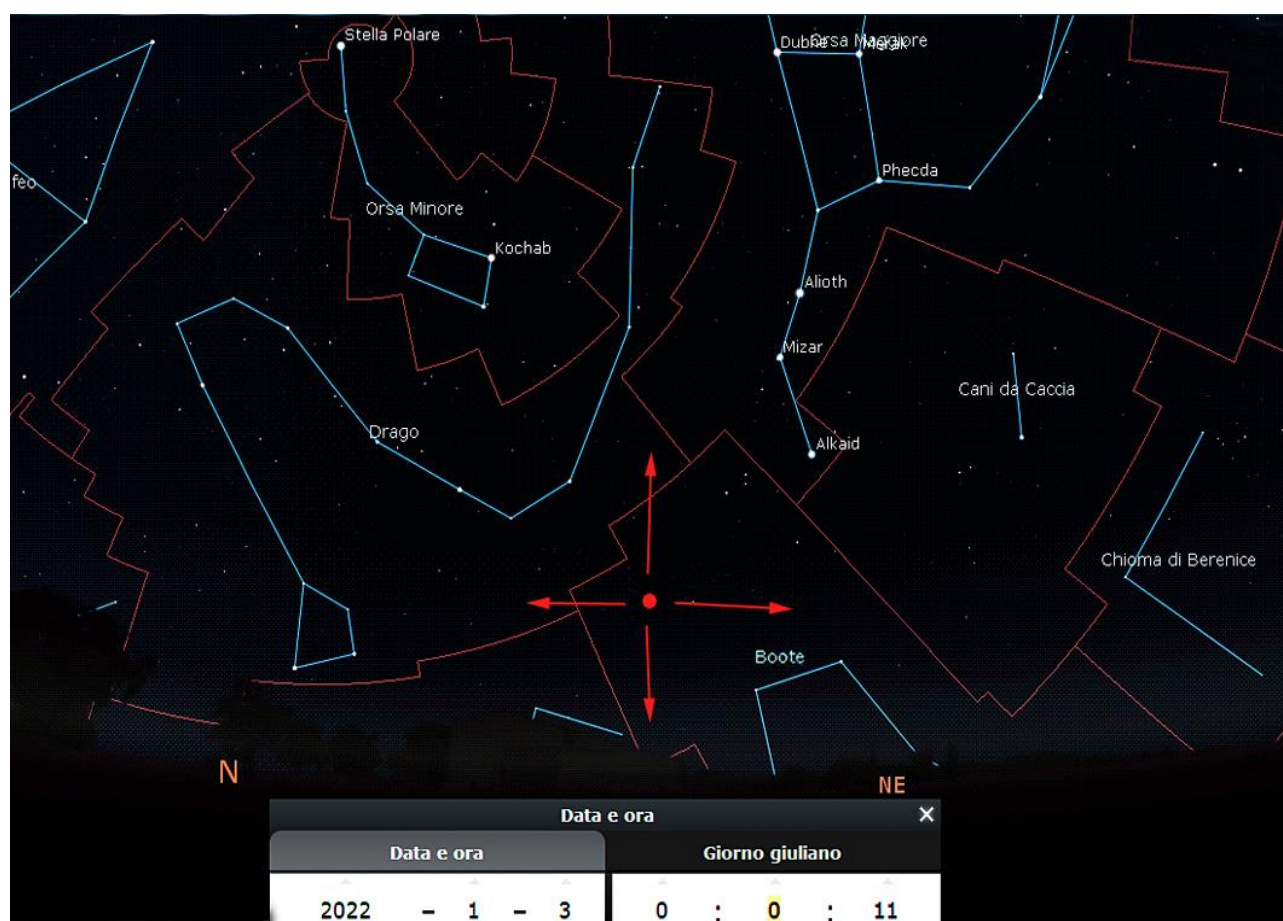 Stella Polare
Dubhe
Orsa Maggiore
Merak
feo
Phecda
Orsa Minore
Kochab
Alioth
Mizar
Cani da Caccia
Drago
Alkaid
Chioma di Berenice
Boote
N
NE
Data e ora
×
Data e ora Giorno giuliano
2022 - 1 - 3 0 : 0 : 11